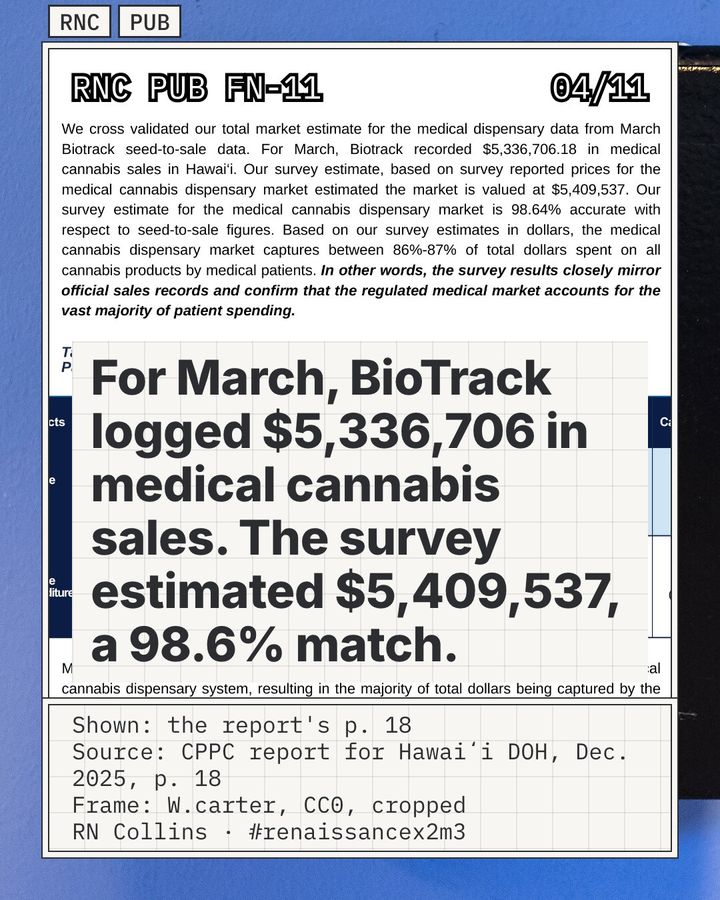 RNC PUB
RNC PUB FN-11 04/11
We cross validated our total market estimate for the medical dispensary data from March
Biotrack seed-to-sale data. For March, Biotrack recorded $5,336,706.18 in medical
cannabis sales in Hawaiʻi. Our survey estimate, based on survey reported prices for the
medical cannabis dispensary market estimated the market is valued at $5,409,537. Our
survey estimate for the medical cannabis dispensary market is 98.64% accurate with
respect to seed-to-sale figures. Based on our survey estimates in dollars, the medical
cannabis dispensary market captures between 86%-87% of total dollars spent on all
cannabis products by medical patients. In other words, the survey results closely mirror
official sales records and confirm that the regulated medical market accounts for the
vast majority of patient spending.
For March, BioTrack
logged $5,336,706 in
medical cannabis
sales. The survey
estimated $5,409,537,
a 98.6% match.
cannabis dispensary system, resulting in the majority of total dollars being captured by the
Shown: the report's p. 18
Source: CPPC report for Hawaiʻi DOH, Dec.
2025, p. 18
Frame: W.carter, CC0, cropped
RN Collins · #renaissancex2m3